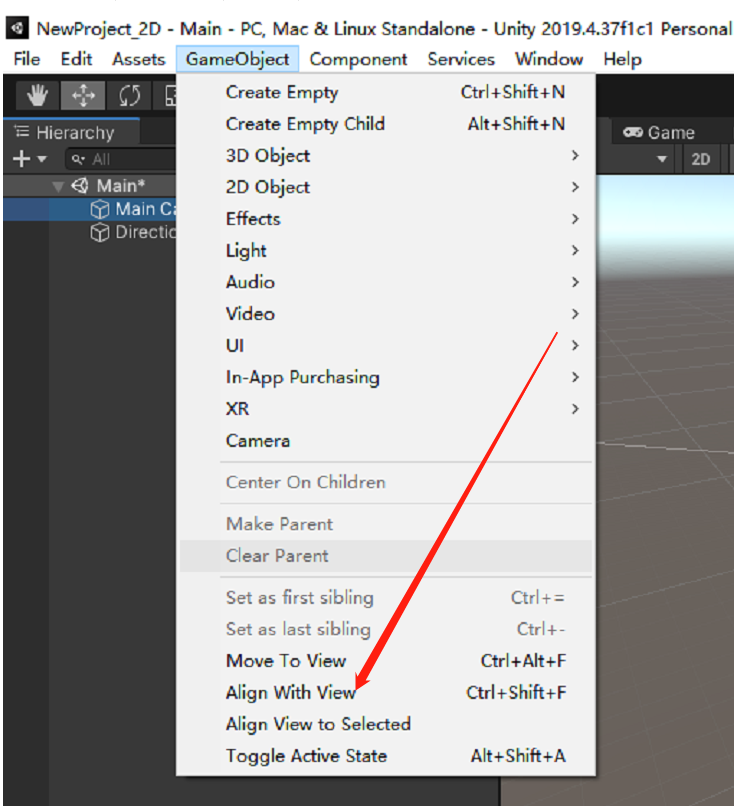 NewProject_2D - Main - PC, Mac & Linux Standalone - Unity 2019.4.37f1c1 Personal
File Edit Assets GameObject Component Services Window Help
Hierarchy
Game
All
2D
Main*
Main Ca
Directio
Create Empty Ctrl+Shift+N
Create Empty Child Alt+Shift+N
3D Object
2D Object
Effects
Light
Audio
Video
UI
In-App Purchasing
XR
Camera
Center On Children
Make Parent
Clear Parent
Set as first sibling Ctrl+=
Set as last sibling Ctrl+-
Move To View Ctrl+Alt+F
Align With View Ctrl+Shift+F
Align View to Selected
Toggle Active State Alt+Shift+A